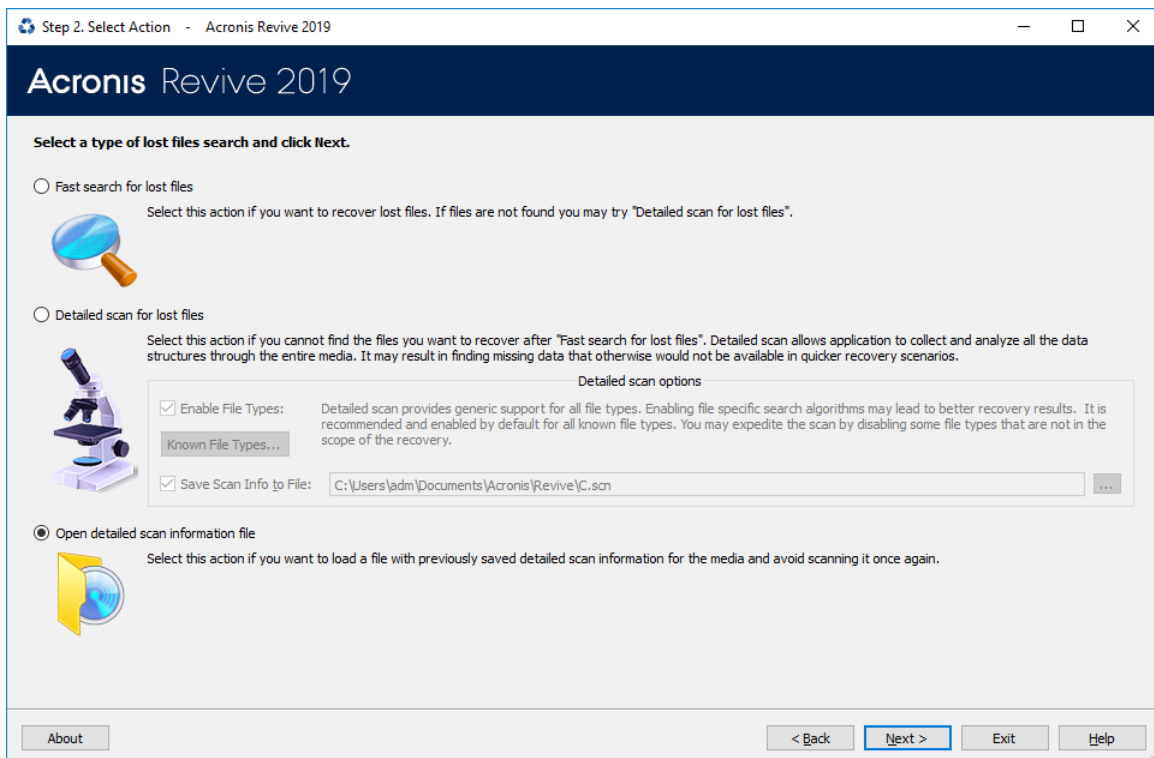 Step 2. Select Action - Acronis Revive 2019
Acronis Revive 2019
Select a type of lost files search and click Next.
Fast search for lost files
Select this action if you want to recover lost files. If files are not found you may try "Detailed scan for lost files".
Detailed scan for lost files
Select this action if you cannot find the files you want to recover after "Fast search for lost files". Detailed scan allows application to collect and analyze all the data
structures through the entire media. It may result in finding missing data that otherwise would not be available in quicker recovery scenarios.
Detailed scan options
Enable File Types:
Detailed scan provides generic support for all file types. Enabling file specific search algorithms may lead to better recovery results. It is
recommended and enabled by default for all known file types. You may expedite the scan by disabling some file types that are not in the
scope of the recovery.
Known File Types...
Save Scan Info to File: C:\Users\adm\Documents\Acronis\Revive\C.scn ...
Open detailed scan information file
Select this action if you want to load a file with previously saved detailed scan information for the media and avoid scanning it once again.
About < Back Next > Exit Help